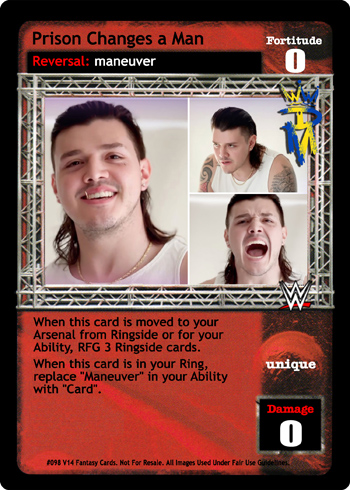 Prison Changes a Man
Fortitude
0
Reversal: maneuver
When this card is moved to your
Arsenal from Ringside or for your
Ability, RFG 3 Ringside cards.
When this card is in your Ring,
replace "Maneuver" in your Ability
with "Card".
unique
Damage
0
#098 V14 Fantasy Cards. Not For Resale. All Images Used Under Fair Use Guidelines.